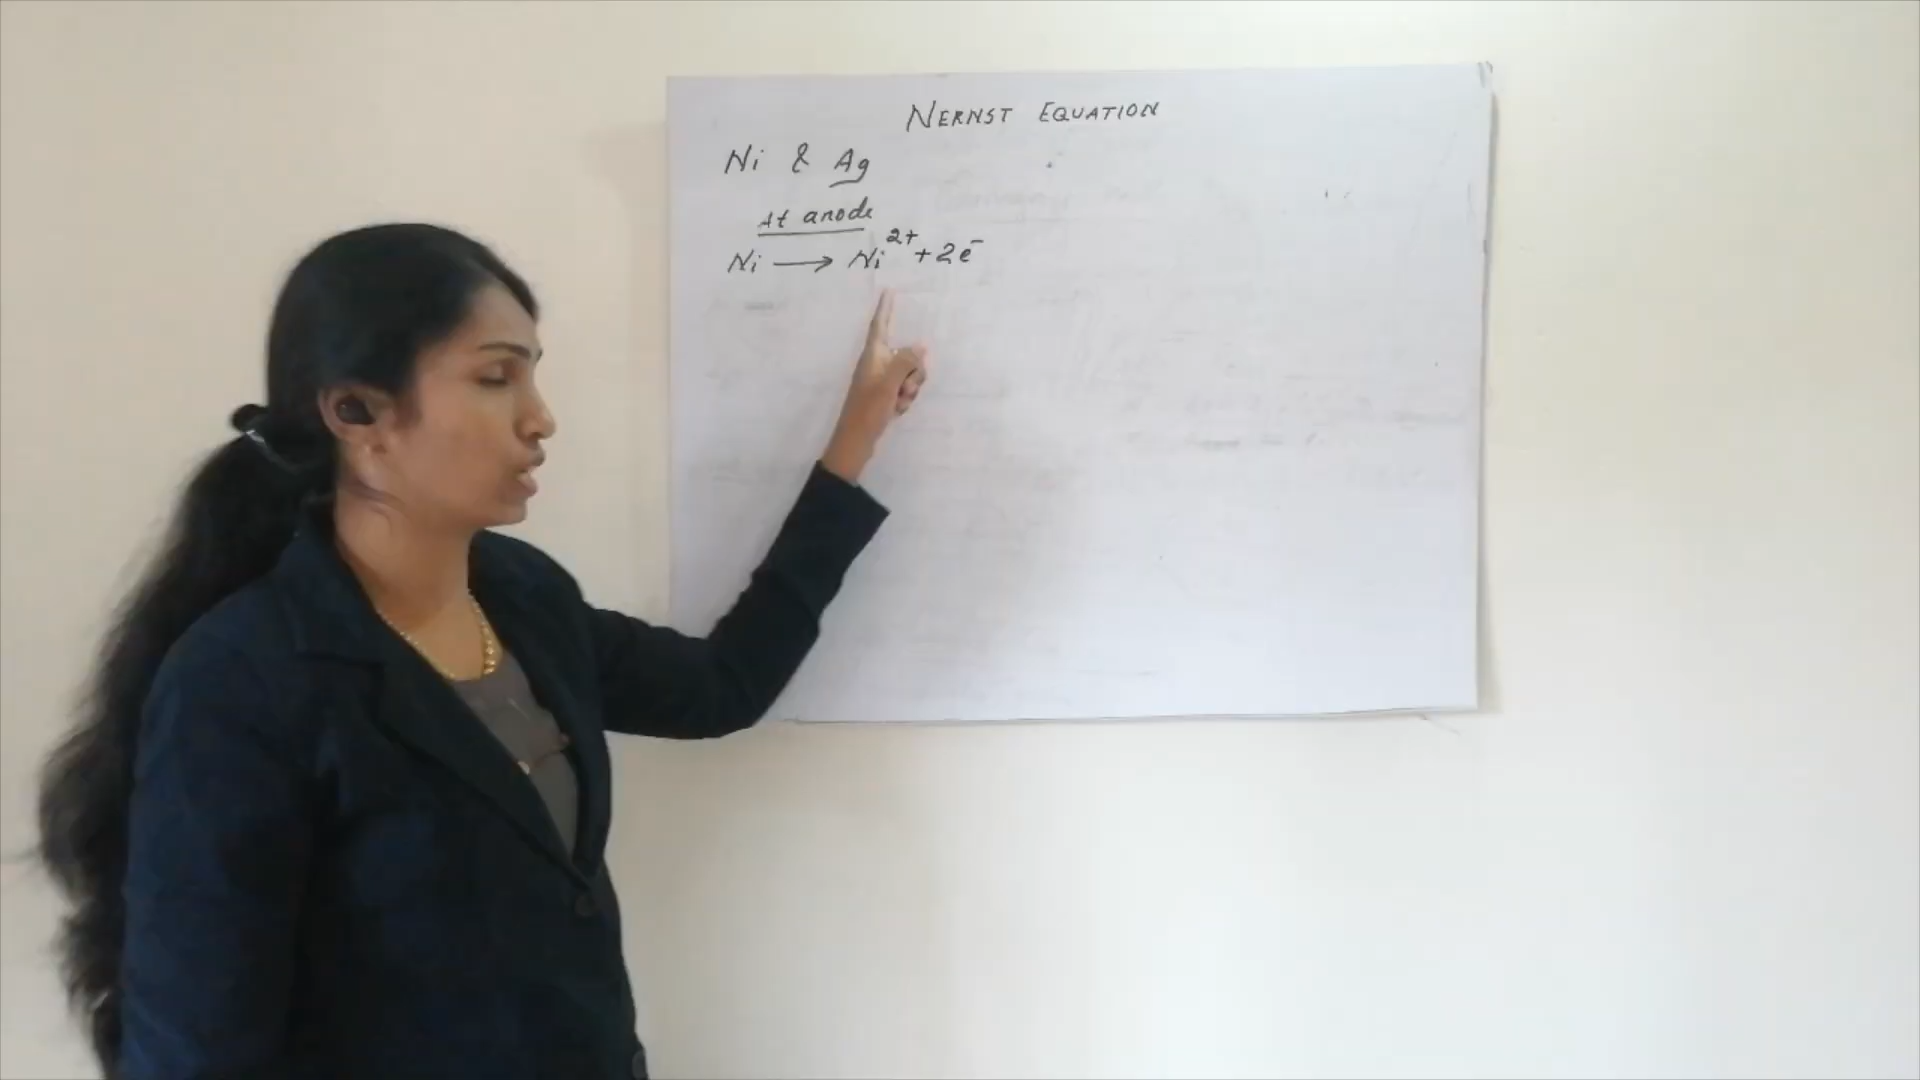 NERNST EQUATION
Ni & Ag
At anode
Ni ⟶ Ni²⁺ + 2e⁻